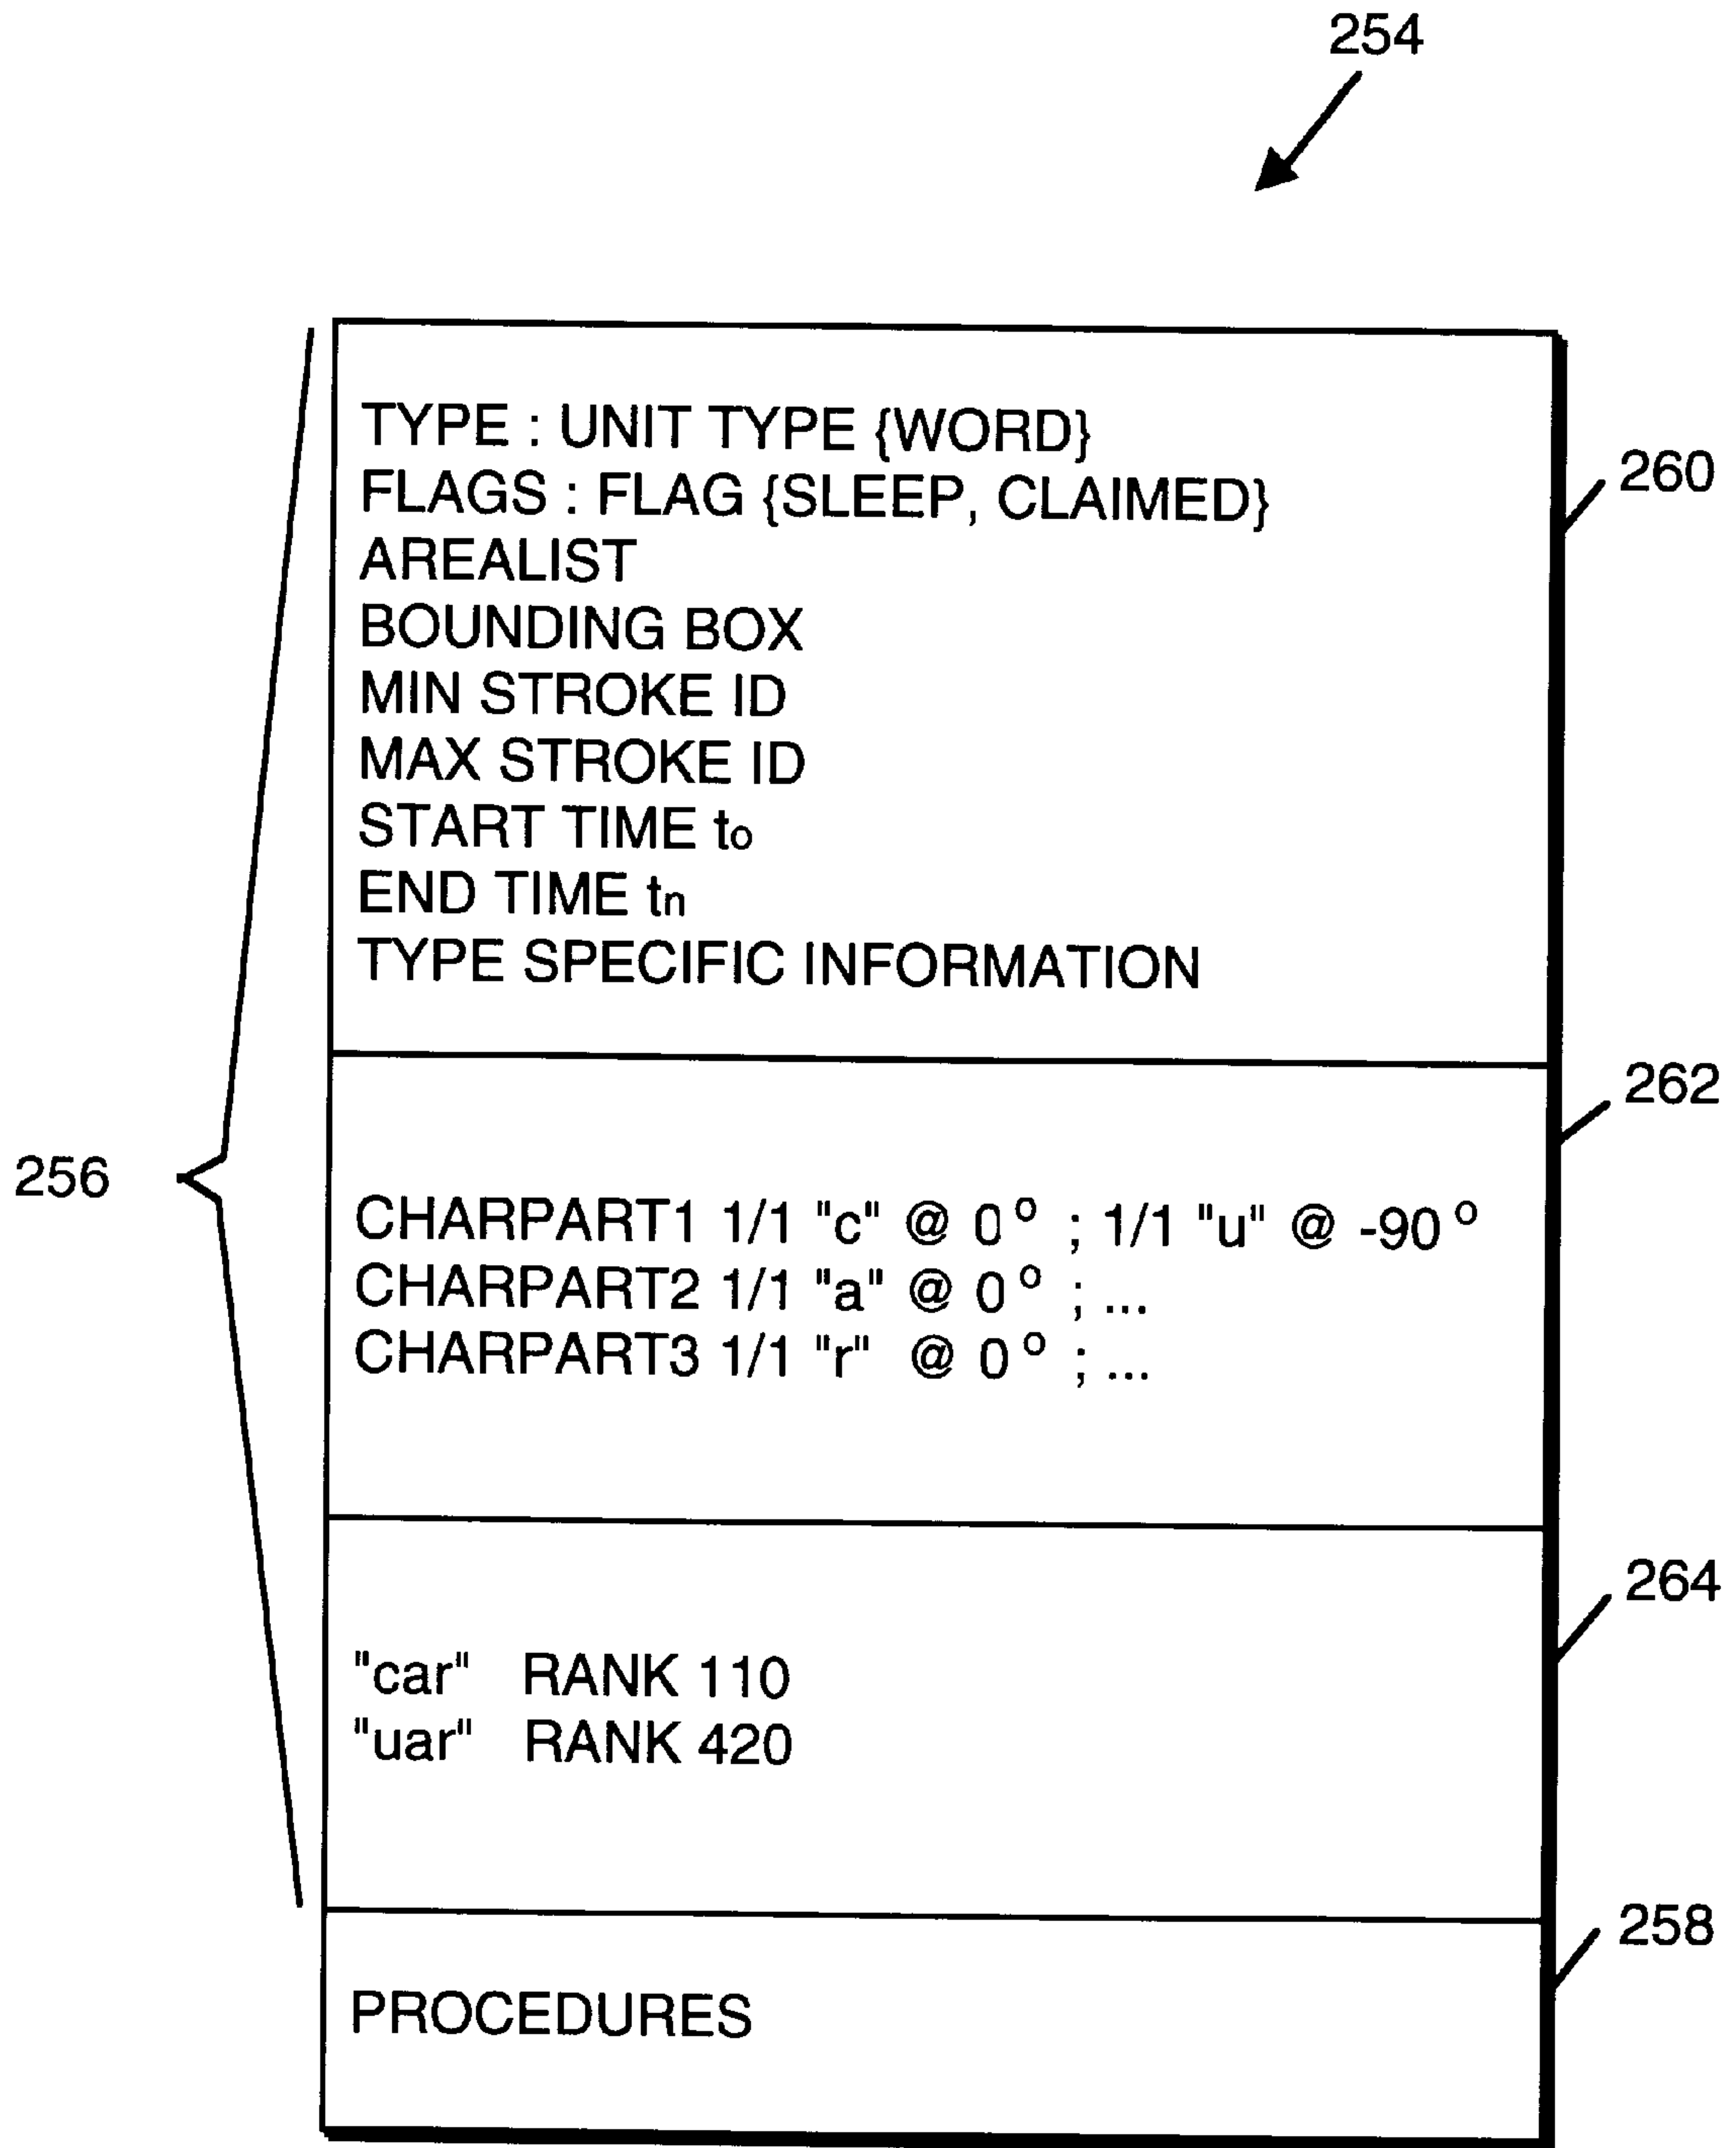 254
TYPE : UNIT TYPE {WORD}
FLAGS : FLAG {SLEEP, CLAIMED}
260
AREALIST
BOUNDING BOX
MIN STROKE ID
MAX STROKE ID
START TIME to
END TIME tn
TYPE SPECIFIC INFORMATION
262
256
CHARPART1 1/1 "c" @ 0° ; 1/1 "u" @ -90°
CHARPART2 1/1 "a" @ 0° ; ...
CHARPART3 1/1 "r" @ 0° ; ...
264
"car" RANK 110
"uar" RANK 420
258
PROCEDURES